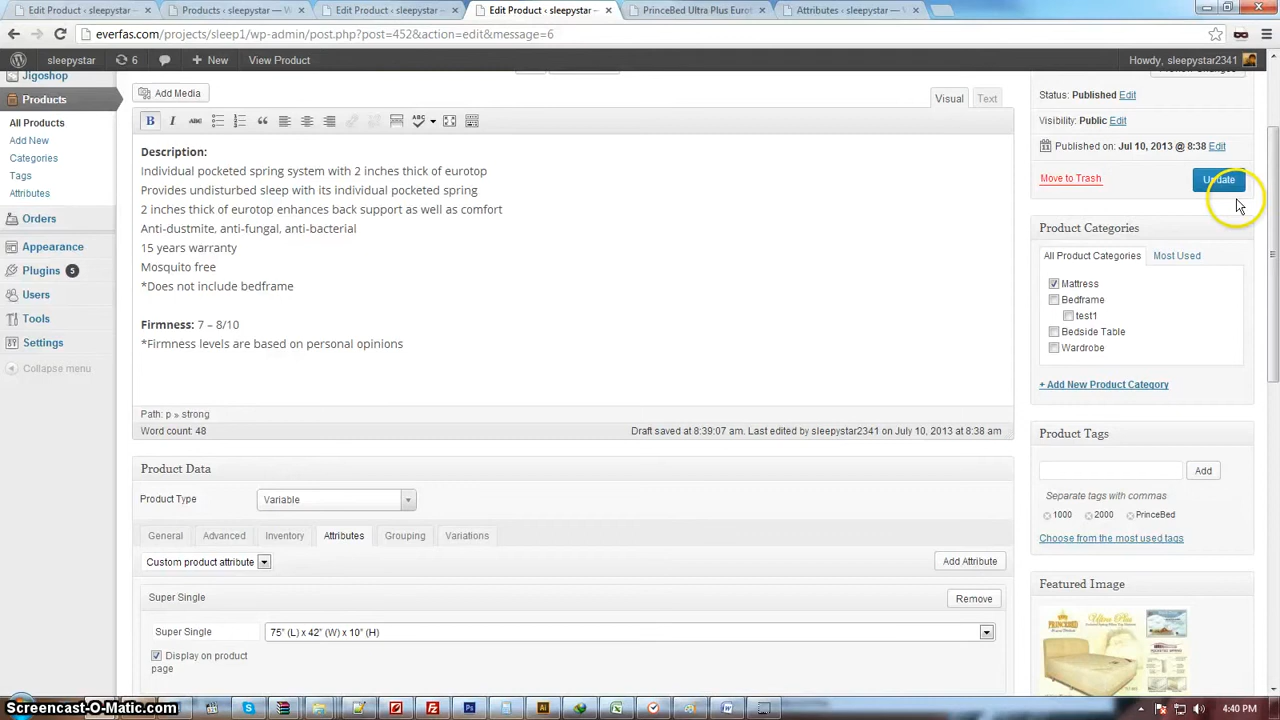 Edit Product ‹ sleepystar —
Products ‹ sleepystar — W
Edit Product ‹ sleepystar —
Edit Product ‹ sleepystar —
PrinceBed Ultra Plus Eurot
Attributes ‹ sleepystar — W
everfas.com/projects/sleep1/wp-admin/post.php?post=452&action=edit&message=6
sleepystar 6 + New View Product Howdy, sleepystar2341
Jigoshop
Products
All Products
Add New
Categories
Tags
Attributes
Orders
Appearance
Plugins 5
Users
Tools
Settings
Collapse menu
Add Media
Visual Text
B I ABC
Description:
Individual pocketed spring system with 2 inches thick of eurotop
Provides undisturbed sleep with its individual pocketed spring
2 inches thick of eurotop enhances back support as well as comfort
Anti-dustmite, anti-fungal, anti-bacterial
15 years warranty
Mosquito free
*Does not include bedframe
Firmness: 7 – 8/10
*Firmness levels are based on personal opinions
Path: p » strong
Word count: 48 Draft saved at 8:39:07 am. Last edited by sleepystar2341 on July 10, 2013 at 8:38 am
Product Data
Product Type Variable
General Advanced Inventory Attributes Grouping Variations
Custom product attribute Add Attribute
Super Single Remove
Super Single 75" (L) x 42" (W) x 10" (H)
Display on product
page
Status: Published Edit
Visibility: Public Edit
Published on: Jul 10, 2013 @ 8:38 Edit
Move to Trash Update
Product Categories
All Product Categories Most Used
Mattress
Bedframe
test1
Bedside Table
Wardrobe
+ Add New Product Category
Product Tags
Add
Separate tags with commas
1000 2000 PrinceBed
Choose from the most used tags
Featured Image
PRINCEBED Ultra Plus
Screencast-O-Matic.com
4:40 PM